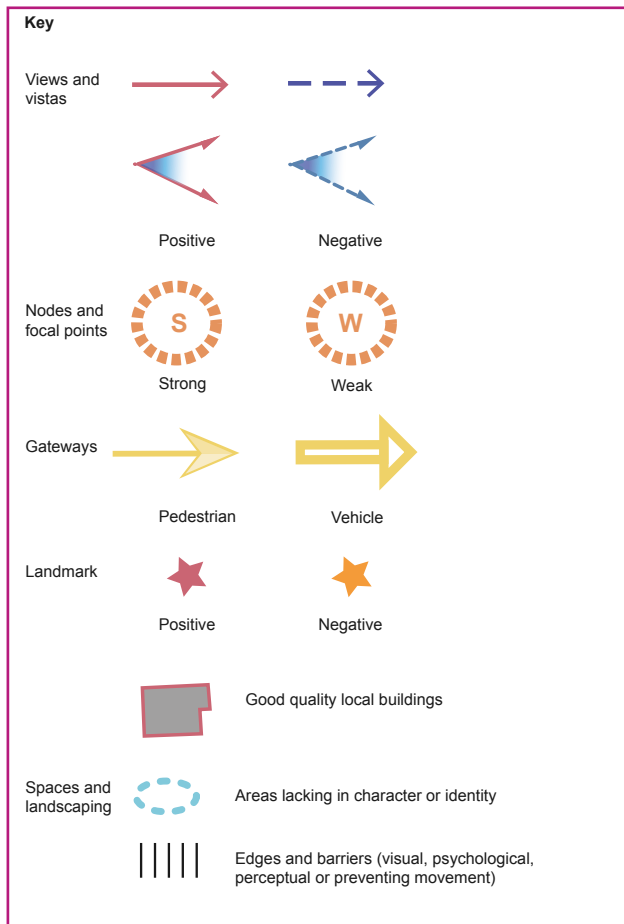 Key
Views and
vistas
Positive
Negative
Nodes and
focal points
S
W
Strong
Weak
Gateways
Pedestrian
Vehicle
Landmark
Positive
Negative
Good quality local buildings
Spaces and
landscaping
Areas lacking in character or identity
Edges and barriers (visual, psychological,
perceptual or preventing movement)